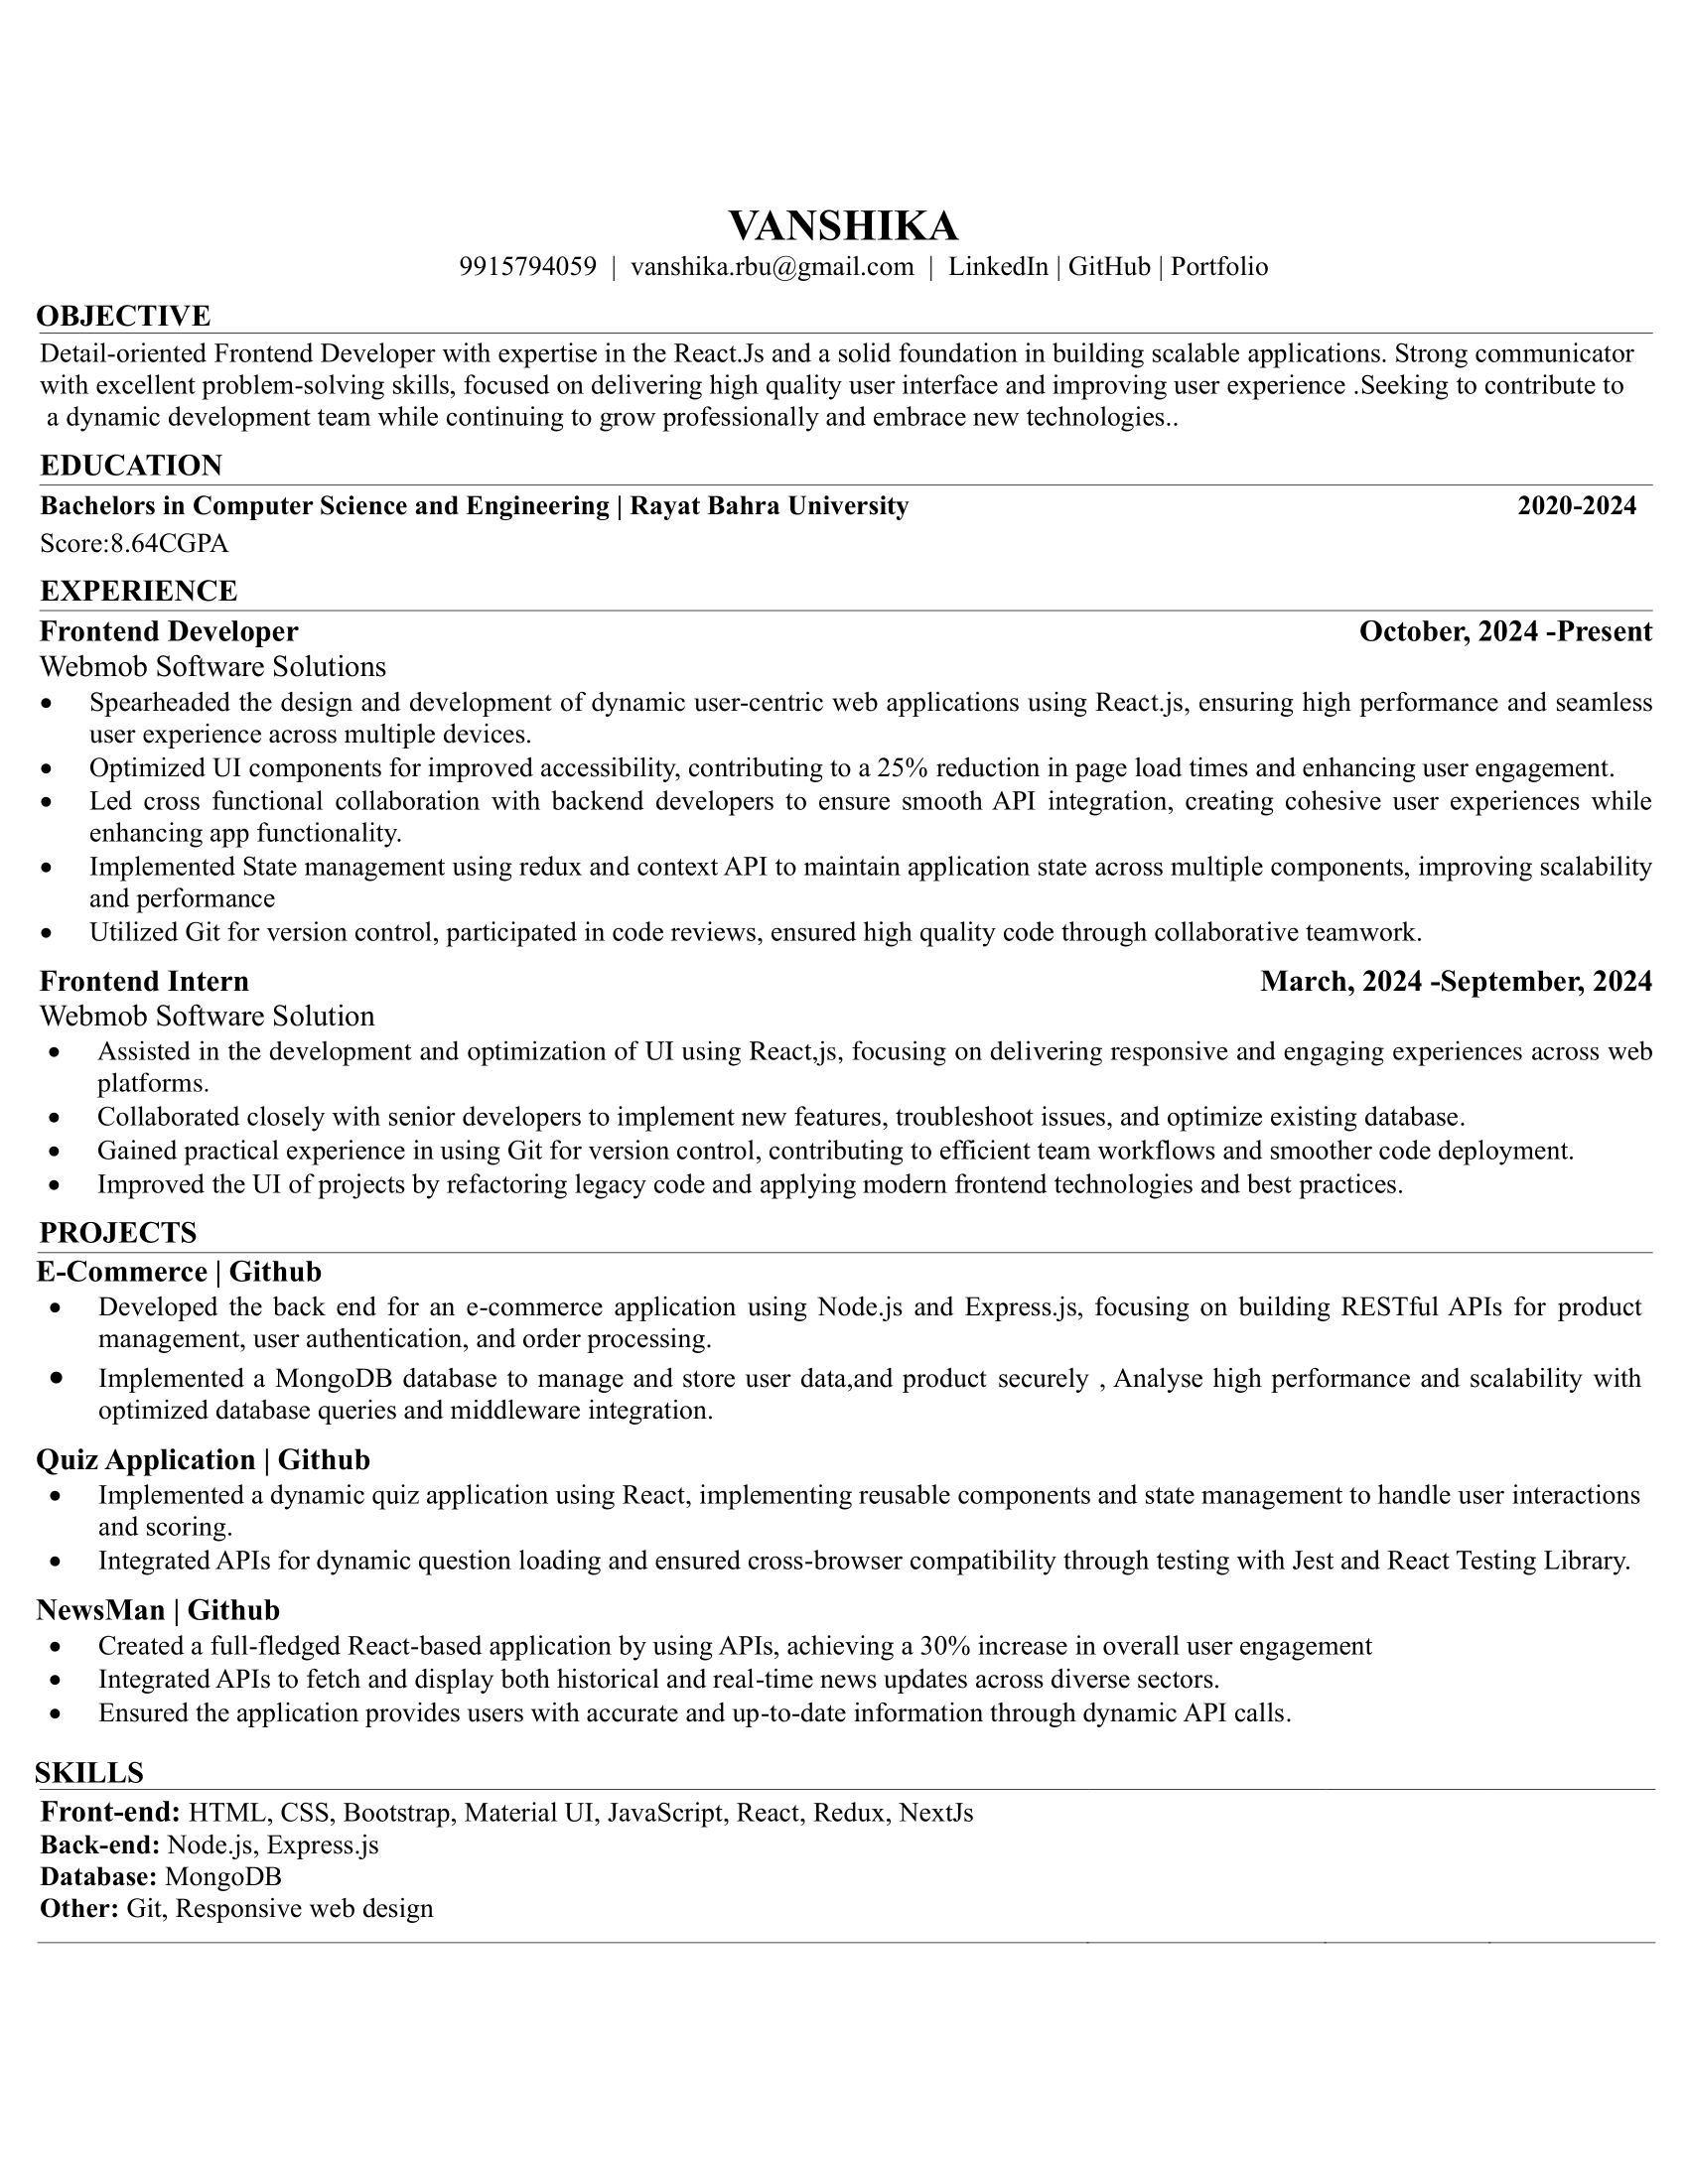 VANSHIKA
9915794059 | vanshika.rbu@gmail.com | LinkedIn | GitHub | Portfolio
OBJECTIVE
Detail-oriented Frontend Developer with expertise in the React.Js and a solid foundation in building scalable applications. Strong communicator
with excellent problem-solving skills, focused on delivering high quality user interface and improving user experience .Seeking to contribute to
a dynamic development team while continuing to grow professionally and embrace new technologies..
EDUCATION
Bachelors in Computer Science and Engineering | Rayat Bahra University 2020-2024
Score:8.64CGPA
EXPERIENCE
Frontend Developer October, 2024 -Present
Webmob Software Solutions
• Spearheaded the design and development of dynamic user-centric web applications using React.js, ensuring high performance and seamless
user experience across multiple devices.
• Optimized UI components for improved accessibility, contributing to a 25% reduction in page load times and enhancing user engagement.
• Led cross functional collaboration with backend developers to ensure smooth API integration, creating cohesive user experiences while
enhancing app functionality.
• Implemented State management using redux and context API to maintain application state across multiple components, improving scalability
and performance
• Utilized Git for version control, participated in code reviews, ensured high quality code through collaborative teamwork.
Frontend Intern March, 2024 -September, 2024
Webmob Software Solution
• Assisted in the development and optimization of UI using React,js, focusing on delivering responsive and engaging experiences across web
platforms.
• Collaborated closely with senior developers to implement new features, troubleshoot issues, and optimize existing database.
• Gained practical experience in using Git for version control, contributing to efficient team workflows and smoother code deployment.
• Improved the UI of projects by refactoring legacy code and applying modern frontend technologies and best practices.
PROJECTS
E-Commerce | Github
• Developed the back end for an e-commerce application using Node.js and Express.js, focusing on building RESTful APIs for product
management, user authentication, and order processing.
• Implemented a MongoDB database to manage and store user data,and product securely , Analyse high performance and scalability with
optimized database queries and middleware integration.
Quiz Application | Github
• Implemented a dynamic quiz application using React, implementing reusable components and state management to handle user interactions
and scoring.
• Integrated APIs for dynamic question loading and ensured cross-browser compatibility through testing with Jest and React Testing Library.
NewsMan | Github
• Created a full-fledged React-based application by using APIs, achieving a 30% increase in overall user engagement
• Integrated APIs to fetch and display both historical and real-time news updates across diverse sectors.
• Ensured the application provides users with accurate and up-to-date information through dynamic API calls.
SKILLS
Front-end: HTML, CSS, Bootstrap, Material UI, JavaScript, React, Redux, NextJs
Back-end: Node.js, Express.js
Database: MongoDB
Other: Git, Responsive web design